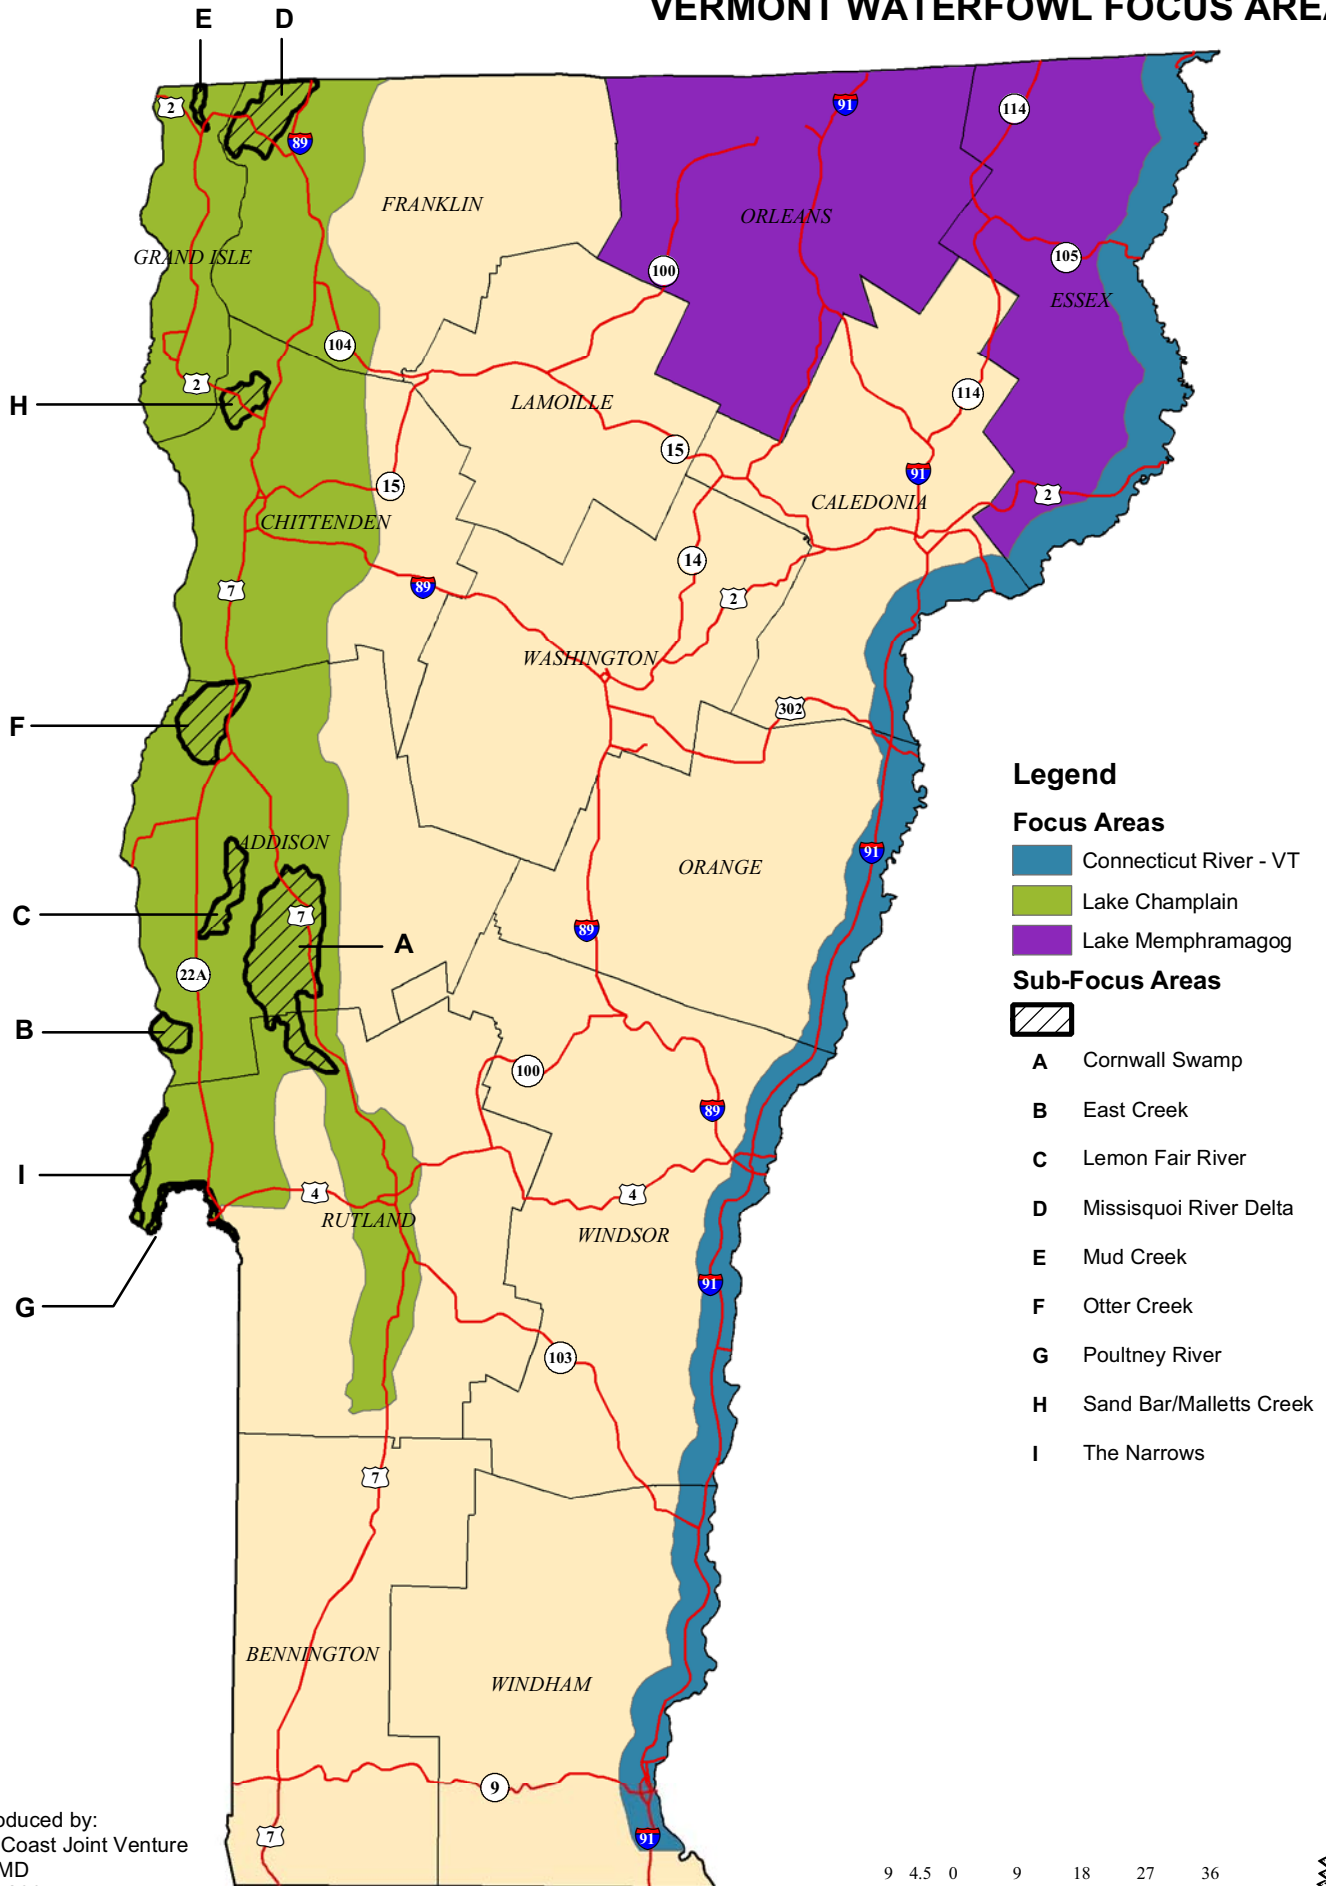 VERMONT WATERFOWL FOCUS AREA
E
D
2
89
91
114
FRANKLIN
ORLEANS
GRAND ISLE
100
105
ESSEX
104
2
H
LAMOILLE
114
15
91
15
2
CHITTENDEN
CALEDONIA
14
89
7
2
WASHINGTON
302
F
ADDISON
ORANGE
91
C
7
89
A
22A
B
100
89
I
4
4
RUTLAND
WINDSOR
91
G
103
7
BENNINGTON
WINDHAM
9
7
91
Legend
Focus Areas
Connecticut River - VT
Lake Champlain
Lake Memphramagog
Sub-Focus Areas
A Cornwall Swamp
B East Creek
C Lemon Fair River
D Missisquoi River Delta
E Mud Creek
F Otter Creek
G Poultney River
H Sand Bar/Malletts Creek
I The Narrows
oduced by:
Coast Joint Venture
MD
9 4.5 0 9 18 27 36